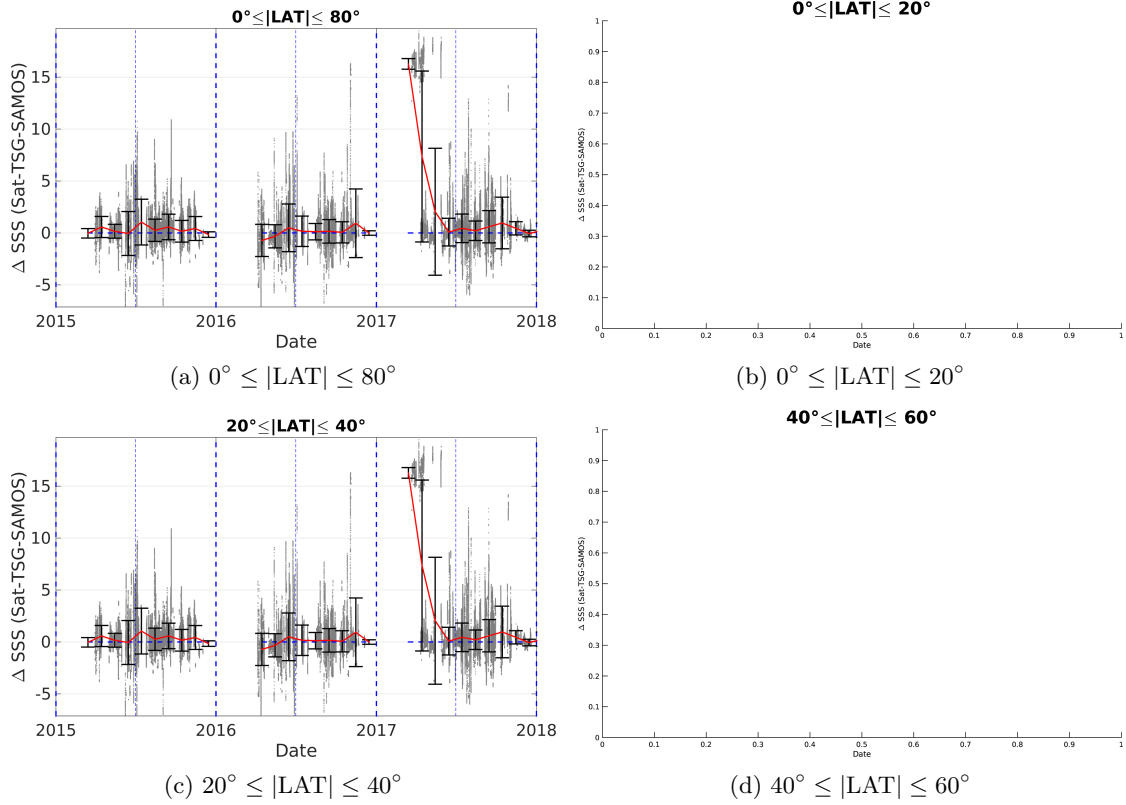 0°≤|LAT|≤ 80°
Δ SSS (Sat-TSG-SAMOS)
15
10
5
0
-5
2015 2016 2017 2018
Date
(a) 0° ≤ |LAT| ≤ 80°
0°≤|LAT|≤ 20°
Δ SSS (Sat-TSG-SAMOS)
1
0.9
0.8
0.7
0.6
0.5
0.4
0.3
0.2
0.1
0
0 0.1 0.2 0.3 0.4 0.5 0.6 0.7 0.8 0.9 1
Date
(b) 0° ≤ |LAT| ≤ 20°
20°≤|LAT|≤ 40°
Δ SSS (Sat-TSG-SAMOS)
15
10
5
0
-5
2015 2016 2017 2018
Date
(c) 20° ≤ |LAT| ≤ 40°
40°≤|LAT|≤ 60°
Δ SSS (Sat-TSG-SAMOS)
1
0.9
0.8
0.7
0.6
0.5
0.4
0.3
0.2
0.1
0
0 0.1 0.2 0.3 0.4 0.5 0.6 0.7 0.8 0.9 1
Date
(d) 40° ≤ |LAT| ≤ 60°